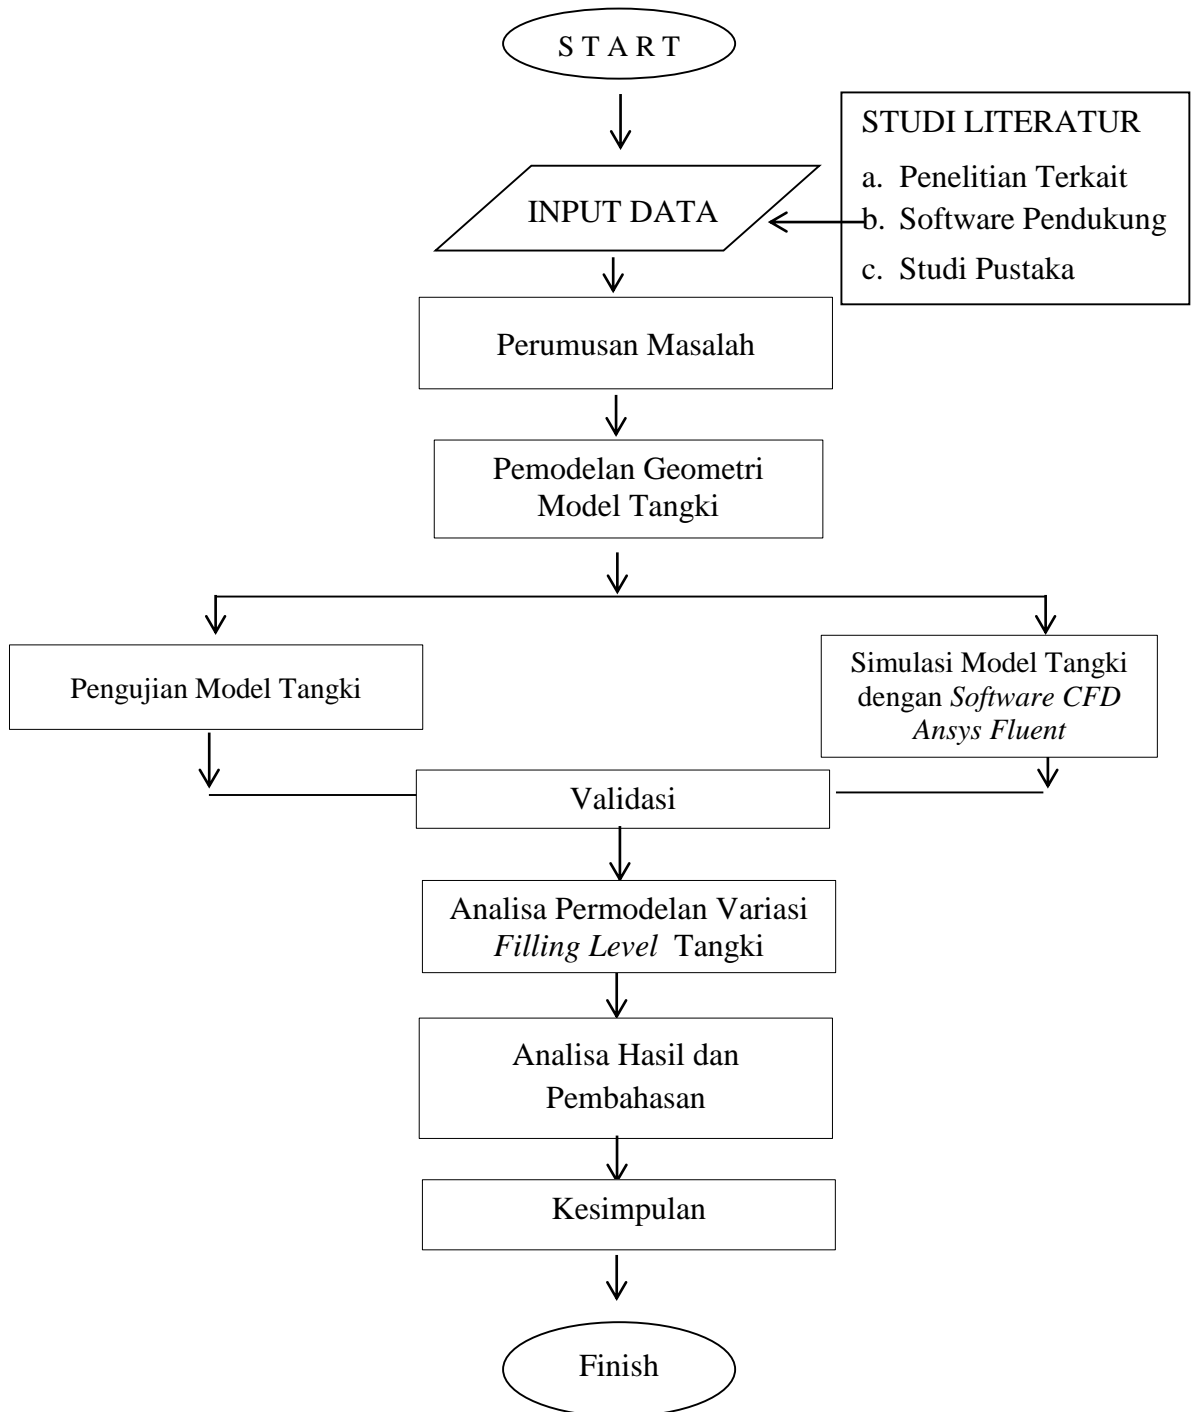 S T A R T
STUDI LITERATUR
a. Penelitian Terkait
b. Software Pendukung
c. Studi Pustaka
INPUT DATA
Perumusan Masalah
Pemodelan Geometri
Model Tangki
Pengujian Model Tangki
Simulasi Model Tangki
dengan Software CFD
Ansys Fluent
Validasi
Analisa Permodelan Variasi
Filling Level Tangki
Analisa Hasil dan
Pembahasan
Kesimpulan
Finish